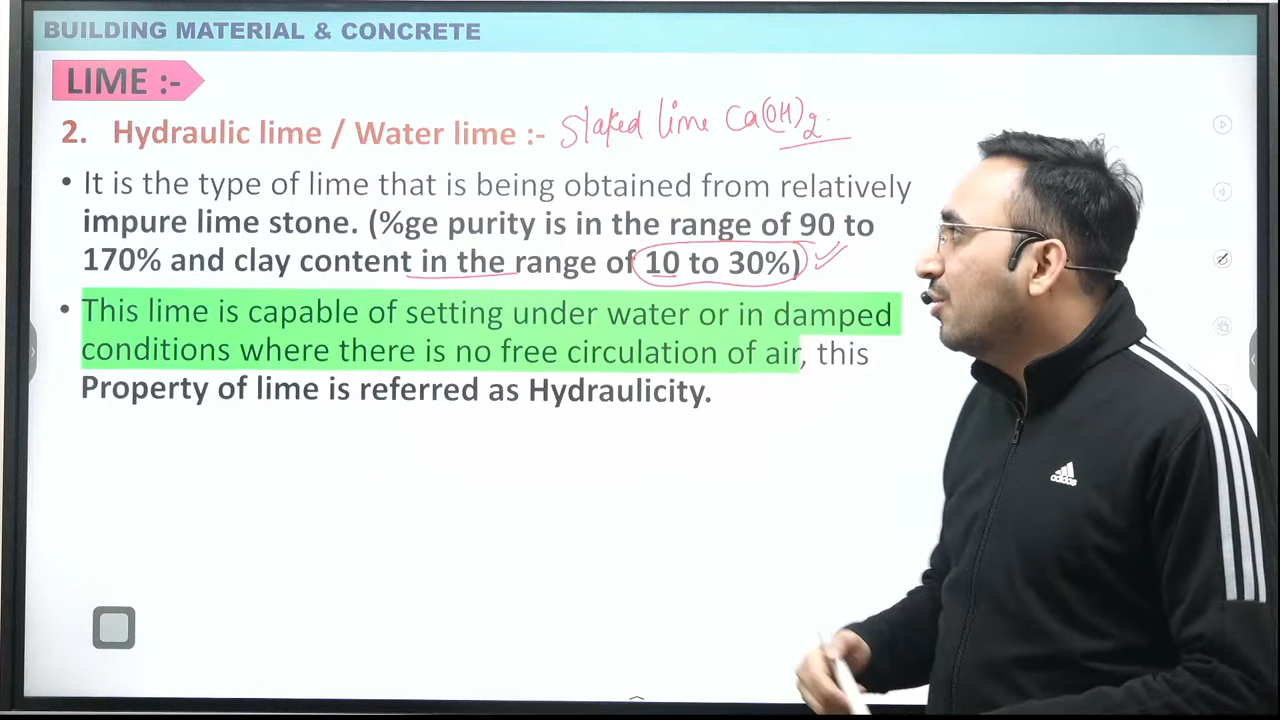 BUILDING MATERIAL & CONCRETE
LIME :-
2. Hydraulic lime / Water lime :- Slaked lime Ca(OH)2
• It is the type of lime that is being obtained from relatively
impure lime stone. (%ge purity is in the range of 90 to
170% and clay content in the range of 10 to 30%)
• This lime is capable of setting under water or in damped
conditions where there is no free circulation of air, this
Property of lime is referred as Hydraulicity.
adidas